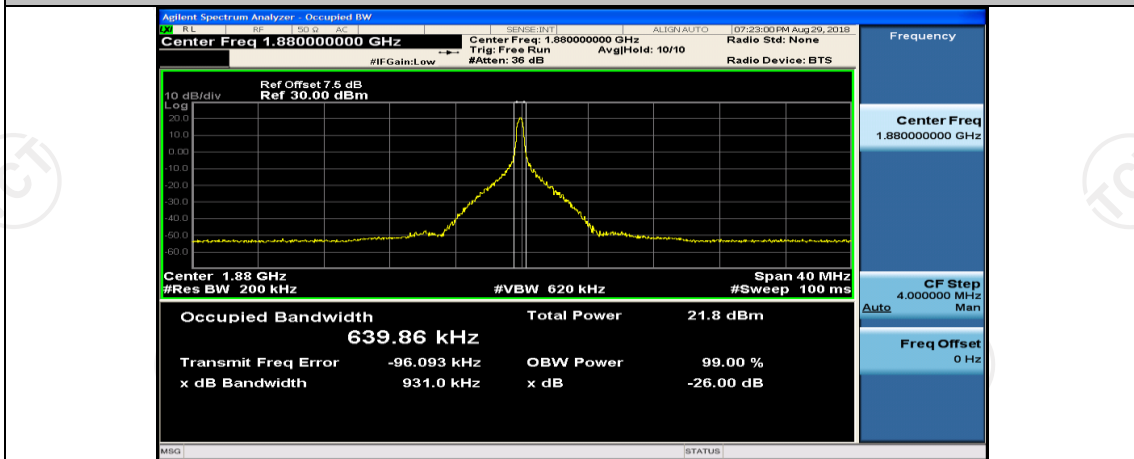 Agilent Spectrum Analyzer - Occupied BW
LXI RL RF 50 Ω AC SENSE:INT ALIGN AUTO 07:23:00 PM Aug 29, 2018
Center Freq 1.880000000 GHz Center Freq: 1.880000000 GHz Radio Std: None Frequency
Trig: Free Run Avg|Hold: 10/10
#IFGain:Low #Atten: 36 dB Radio Device: BTS
Ref Offset 7.5 dB
10 dB/div Ref 30.00 dBm
Log
20.0
10.0
0.00
-10.0
-20.0
-30.0
-40.0
-50.0
-60.0
Center Freq
1.880000000 GHz
Center 1.88 GHz Span 40 MHz
#Res BW 200 kHz #VBW 620 kHz #Sweep 100 ms
CF Step
4.000000 MHz
Auto Man
Occupied Bandwidth Total Power 21.8 dBm
639.86 kHz
Freq Offset
0 Hz
Transmit Freq Error -96.093 kHz OBW Power 99.00 %
x dB Bandwidth 931.0 kHz x dB -26.00 dB
MSG STATUS
TCT
TCT